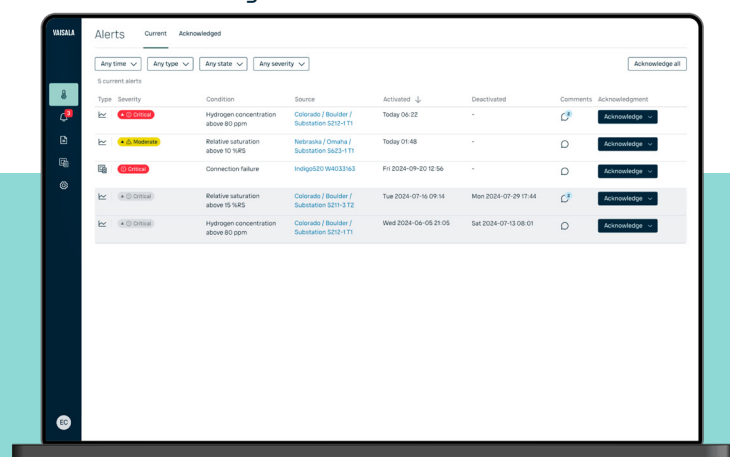 VAISALA
Alerts
Current
Acknowledged
Any time
Any type
Any state
Any severity
Acknowledge all
5 current alerts
Type Severity Condition Source Activated Deactivated Comments Acknowledgment
Critical Hydrogen concentration Colorado / Boulder / Today 06:22 - Acknowledge
above 80 ppm Substation S212-1 T1
Moderate Relative saturation Nebraska / Omaha / Today 01:48 - Acknowledge
above 10 %RS Substation S623-1 T1
Critical Connection failure Indigo520 W4033163 Fri 2024-09-20 12:56 - Acknowledge
Critical Relative saturation Colorado / Boulder / Tue 2024-07-16 09:14 Mon 2024-07-29 17:44 Acknowledge
above 15 %RS Substation S211-3 T2
Critical Hydrogen concentration Colorado / Boulder / Wed 2024-06-05 21:05 Sat 2024-07-13 08:01 Acknowledge
above 80 ppm Substation S212-1 T1
EC